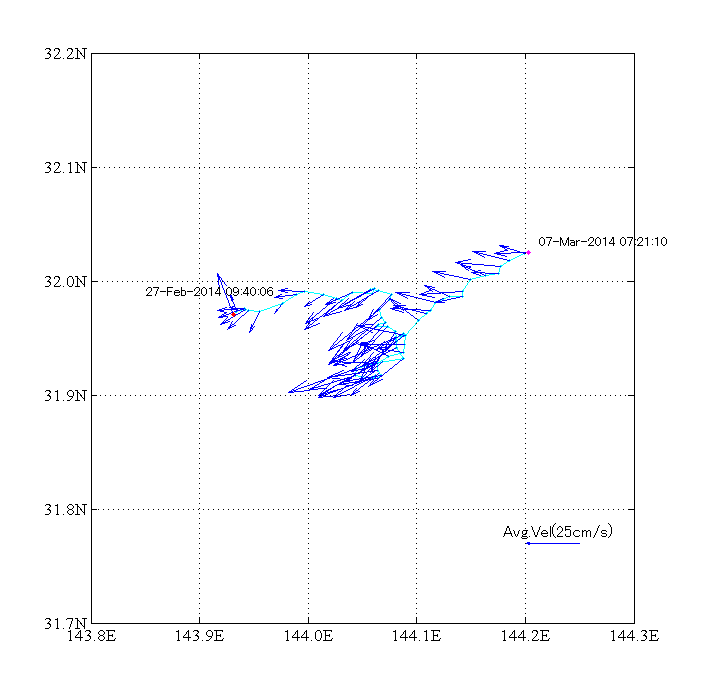 32.2N
32.1N
07-Mar-2014 07:21:10
32.0N
27-Feb-2014 09:40:06
31.9N
31.8N
Avg.Vel(25cm/s)
31.7N
143.8E 143.9E 144.0E 144.1E 144.2E 144.3E